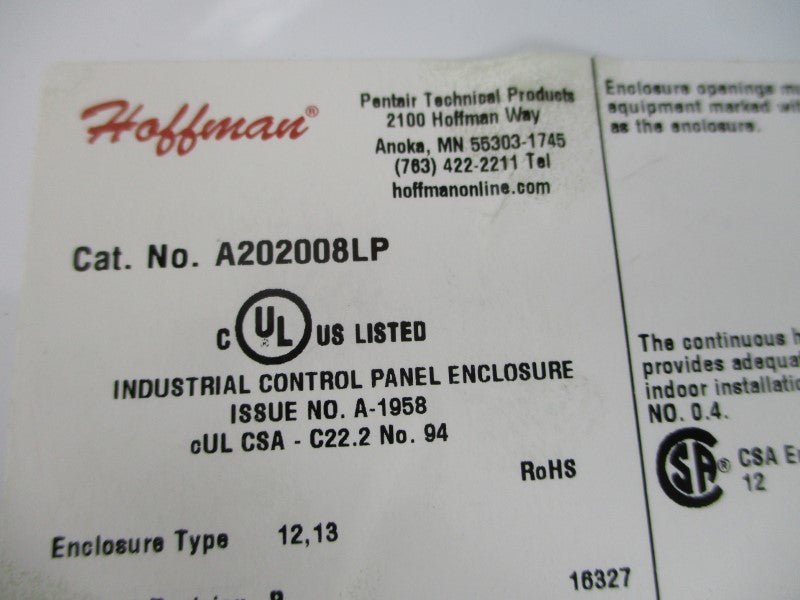 Hoffman®
Pentair Technical Products
2100 Hoffman Way
Anoka, MN 55303-1745
(763) 422-2211 Tel
hoffmanonline.com
Cat. No. A202008LP
C UL ® US LISTED
INDUSTRIAL CONTROL PANEL ENCLOSURE
ISSUE NO. A-1958
cUL CSA - C22.2 No. 94
RoHS
Enclosure Type 12,13
16327
Enclosure openings
equipment marked
as the enclosure.
The continuous
provides
indoor
NO. 0.4.
CSA ® CSA
12